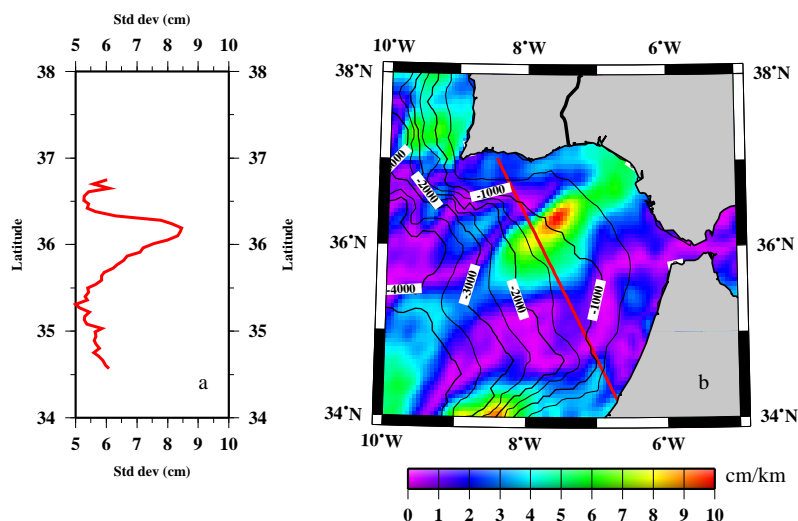 Std dev (cm)
5 6 7 8 9 10
38 38
37 37
36 36
35 35
34 34
Latitude
Latitude
a
5 6 7 8 9 10
Std dev (cm)
10°W 8°W 6°W
38°N 38°N
36°N 36°N
34°N 34°N
10°W 8°W 6°W
-2000
-1000
-4000
-3000
-2000
-1000
b
cm/km
0 1 2 3 4 5 6 7 8 9 10